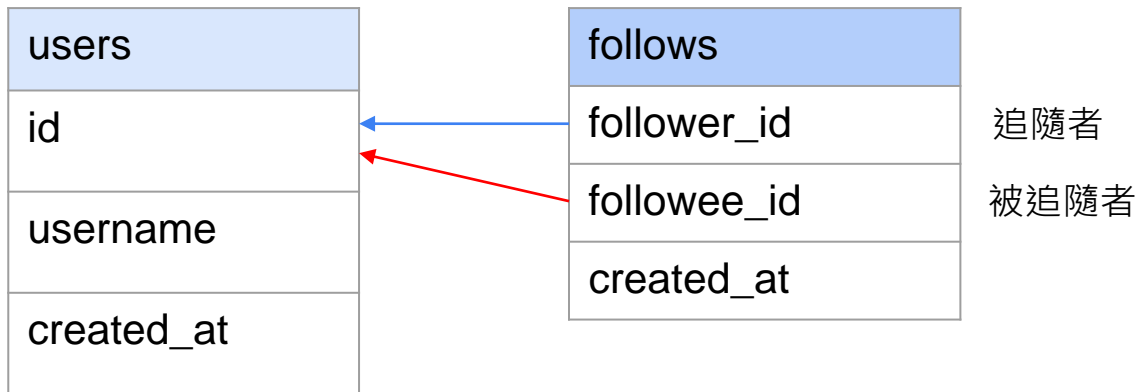 users
id
username
created_at
follows
follower_id
追隨者
followee_id
被追隨者
created_at